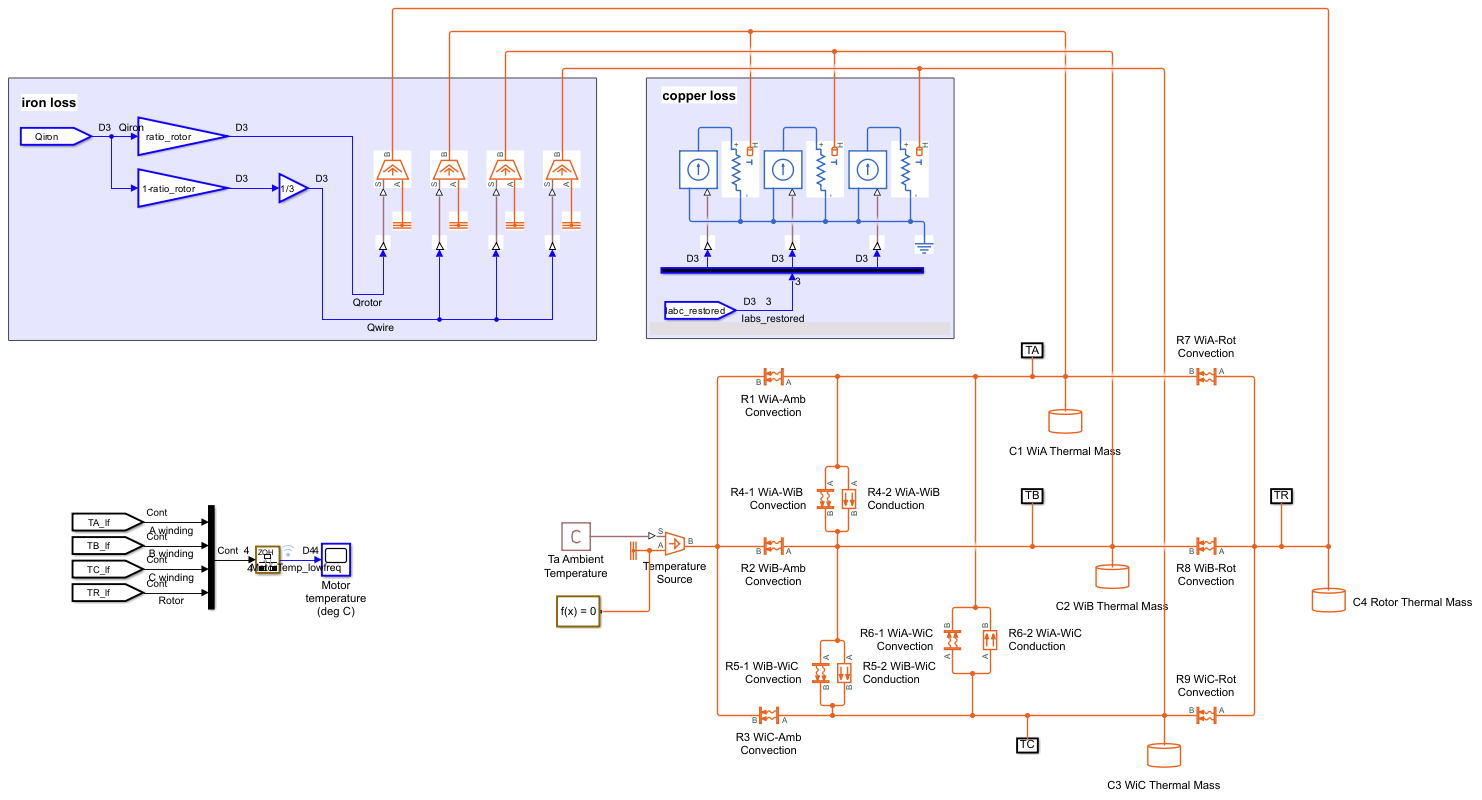 iron loss
Qiron
D3
Qiron
ratio_rotor
D3
1-ratio_rotor
D3
1/3
D3
B
S
A
B
S
A
B
S
A
B
S
A
Qrotor
Qwire
copper loss
+
H
T
-
+
H
T
-
+
H
T
-
D3
D3
D3
3
Iabc_restored
D3 3
Iabs_restored
TA
R7 WiA-Rot
Convection
B
A
R1 WiA-Amb
Convection
B
A
C1 WiA Thermal Mass
R4-1 WiA-WiB
Convection
A
B
R4-2 WiA-WiB
Conduction
A
B
TB
TR
TA_lf
Cont
A winding
TB_lf
Cont
B winding
TC_lf
Cont
C winding
TR_lf
Cont
Rotor
Cont 4
ZOH
D4
4
Motor
temperature
(deg C)
C
Ta Ambient
Temperature
S
A
B
Temperature
Source
f(x) = 0
B
A
R2 WiB-Amb
Convection
B
A
R8 WiB-Rot
Convection
C2 WiB Thermal Mass
C4 Rotor Thermal Mass
R6-1 WiA-WiC
Convection
B
A
R6-2 WiA-WiC
Conduction
B
A
R5-1 WiB-WiC
Convection
A
B
R5-2 WiB-WiC
Conduction
A
B
R9 WiC-Rot
Convection
B
A
B
A
R3 WiC-Amb
Convection
TC
C3 WiC Thermal Mass